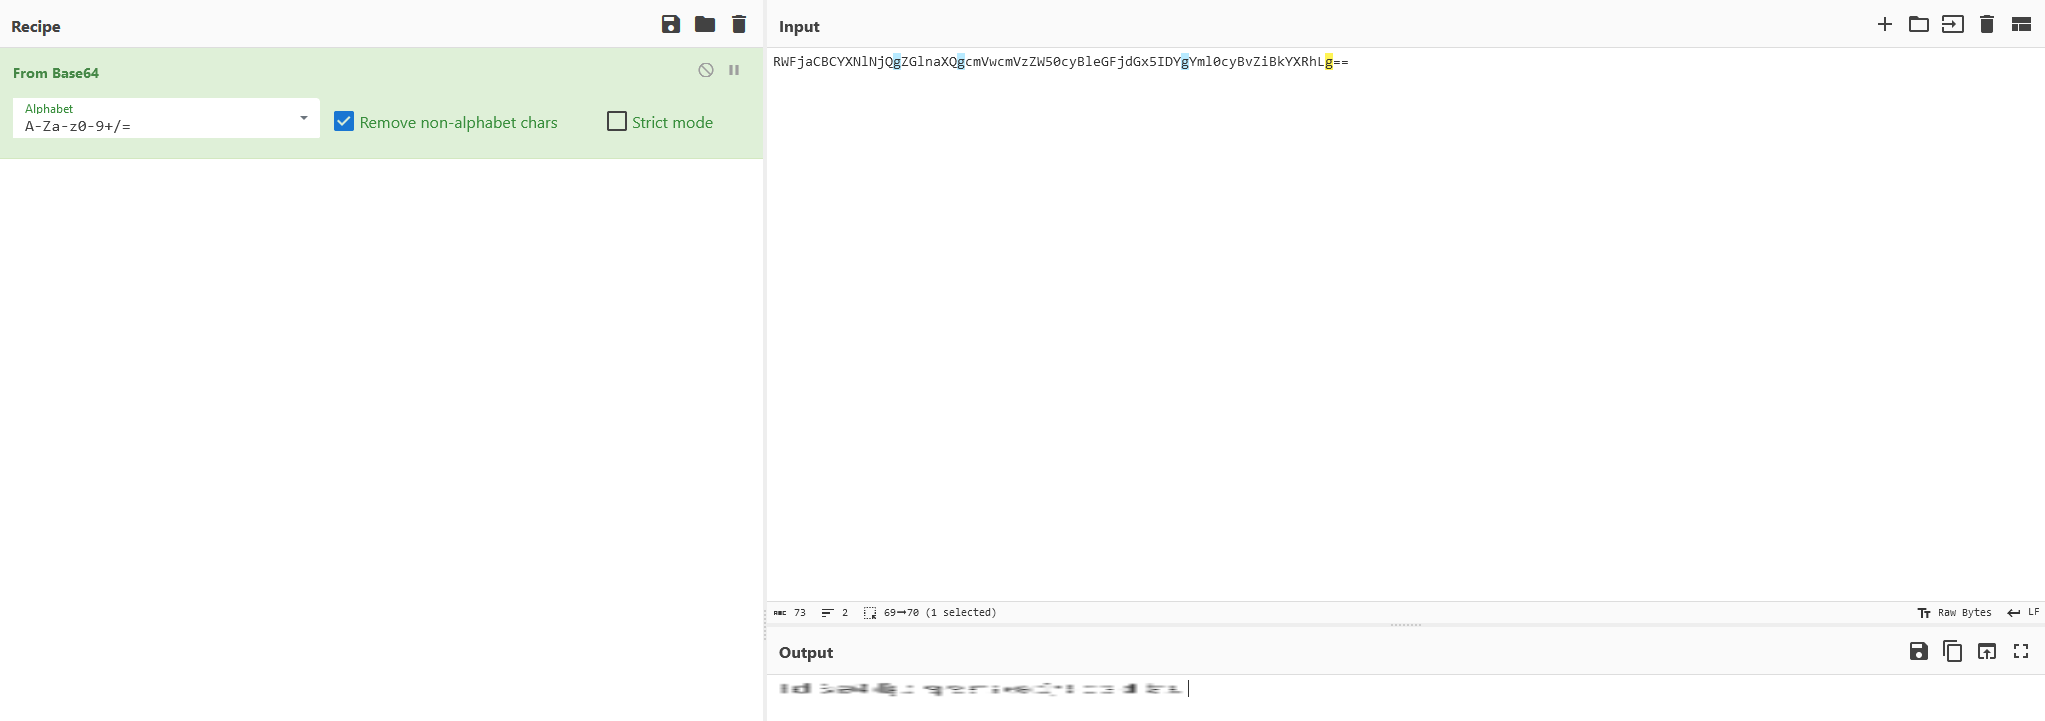 Recipe
From Base64
Alphabet
A-Za-z0-9+/=
Remove non-alphabet chars
Strict mode
Input
RWFjaCBCYXNlNjQgZGlnaXQgcmVwcmVzZW50cyBleGFjdGx5IDYgYml0cyBvZiBkYXRhLg==
ABC 73 2 69→70 (1 selected) Raw Bytes LF
Output